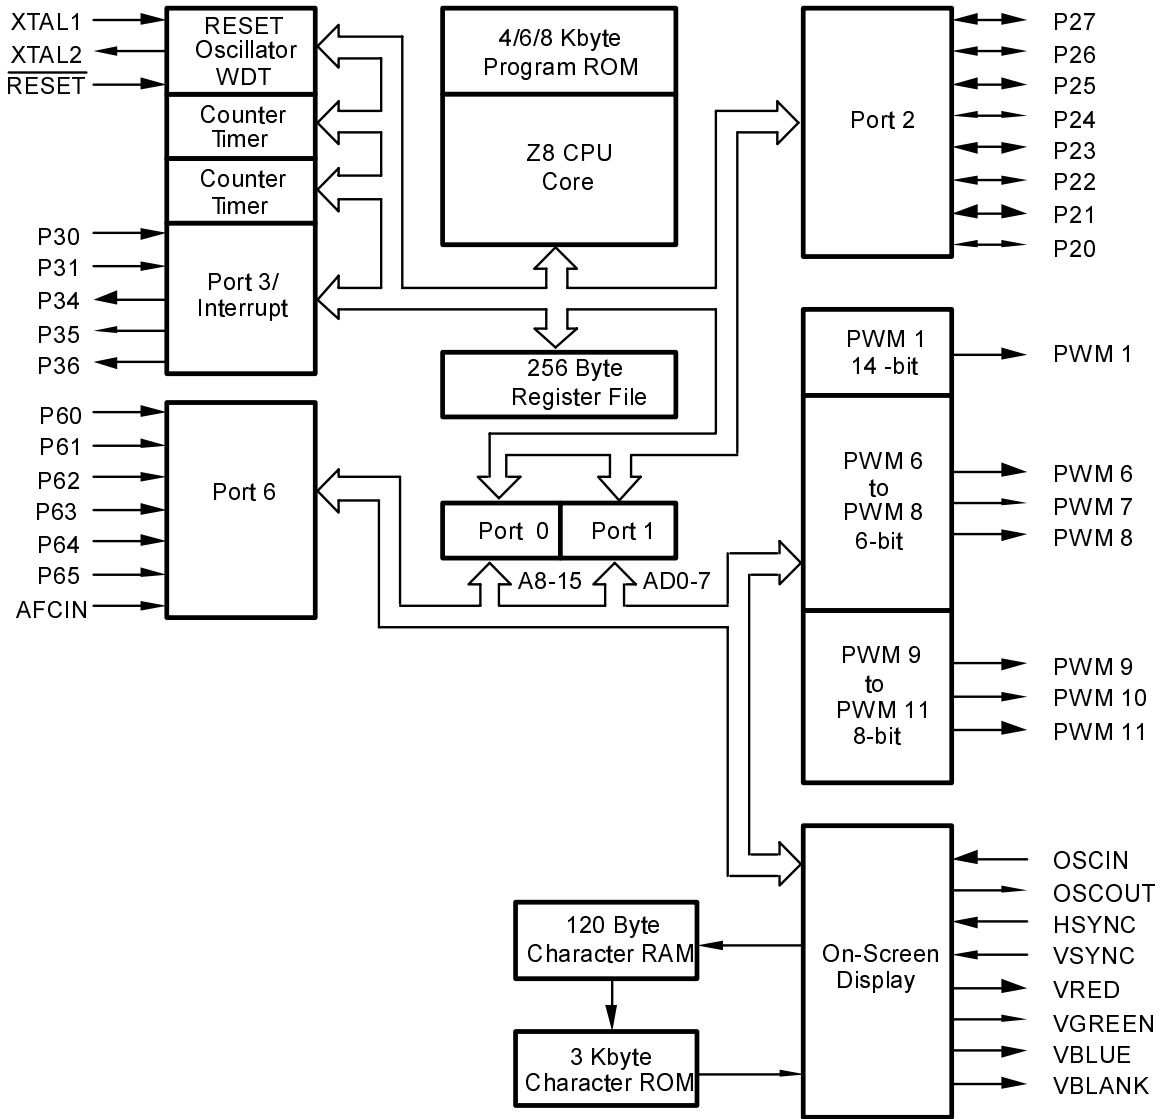 XTAL1
XTAL2
RESET
RESET
Oscillator
WDT
Counter
Timer
Counter
Timer
P30
P31
P34
P35
P36
Port 3/
Interrupt
P60
P61
P62
P63
P64
P65
AFCIN
Port 6
4/6/8 Kbyte
Program ROM
Z8 CPU
Core
256 Byte
Register File
Port 0
Port 1
A8-15
AD0-7
Port 2
P27
P26
P25
P24
P23
P22
P21
P20
PWM 1
14 -bit
PWM 1
PWM 6
to
PWM 8
6-bit
PWM 6
PWM 7
PWM 8
PWM 9
to
PWM 11
8-bit
PWM 9
PWM 10
PWM 11
120 Byte
Character RAM
3 Kbyte
Character ROM
On-Screen
Display
OSCIN
OSCOUT
HSYNC
VSYNC
VRED
VGREEN
VBLUE
VBLANK